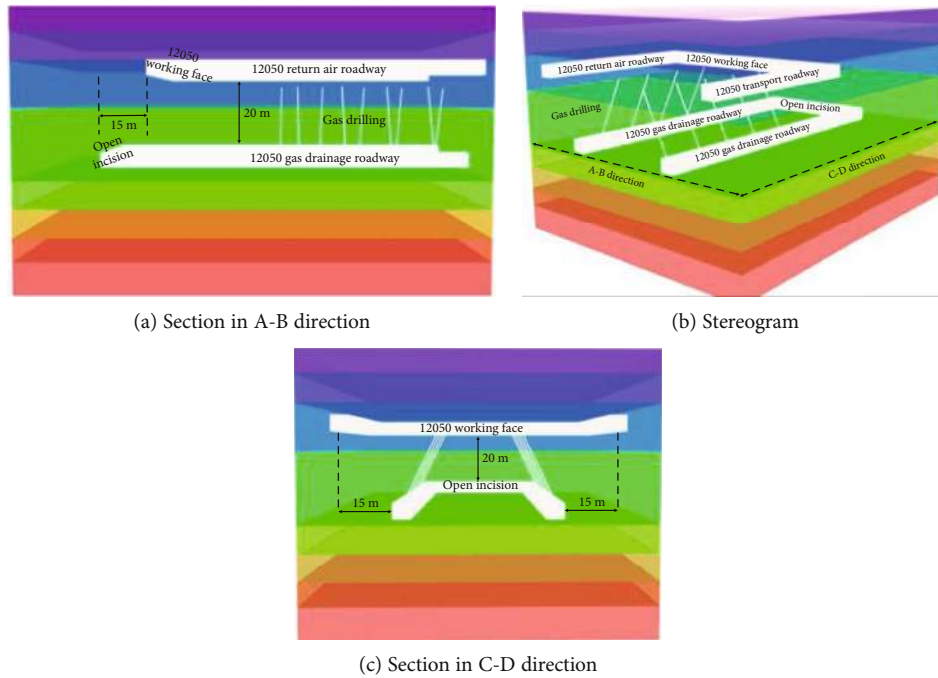 12050
working face
12050 return air roadway
20 m
Gas drilling
15 m
Open
incision
12050 gas drainage roadway
(a) Section in A-B direction
12050 return air roadway
12050 working face
12050 transport roadway
Open incision
Gas drilling
12050 gas drainage roadway
12050 gas drainage roadway
A-B direction
C-D direction
(b) Stereogram
12050 working face
20 m
Open incision
15 m
15 m
(c) Section in C-D direction